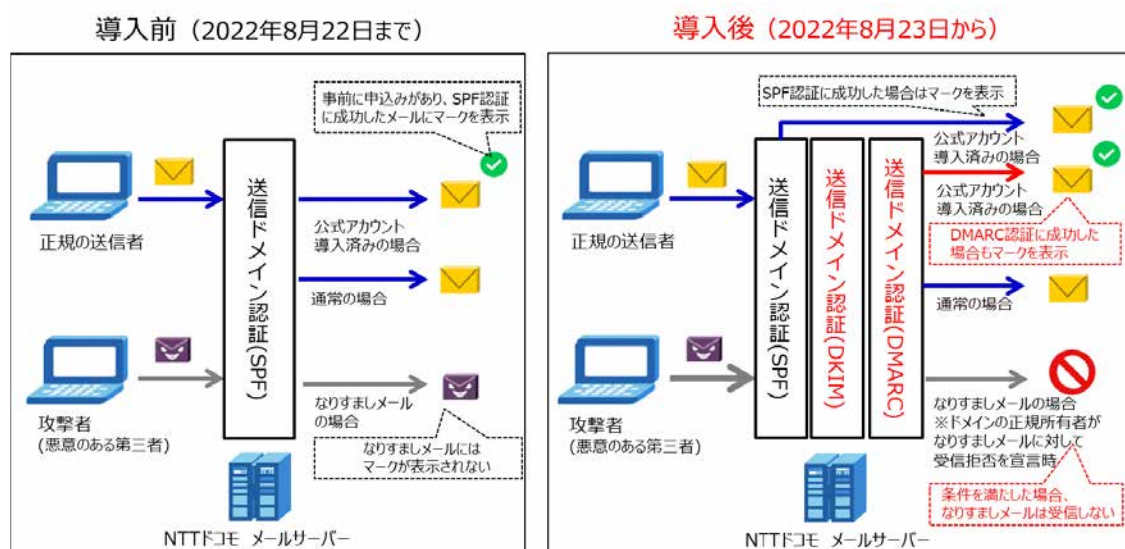 導入前（2022年8月22日まで）
事前に申込みがあり、SPF認証
に成功したメールにマークを表示
正規の送信者
送信ドメイン認証(SPF)
公式アカウント
導入済みの場合
通常の場合
攻撃者
(悪意のある第三者)
なりすましメール
の場合
なりすましメールには
マークが表示されない
NTTドコモ メールサーバー
導入後（2022年8月23日から）
SPF認証に成功した場合はマークを表示
正規の送信者
送信ドメイン認証(SPF)
送信ドメイン認証(DKIM)
送信ドメイン認証(DMARC)
公式アカウント
導入済みの場合
公式アカウント
導入済みの場合
DMARC認証に成功した
場合もマークを表示
通常の場合
攻撃者
(悪意のある第三者)
なりすましメールの場合
※ドメインの正規所有者が
なりすましメールに対して
受信拒否を宣言時
条件を満たした場合、
なりすましメールは受信しない
NTTドコモ メールサーバー